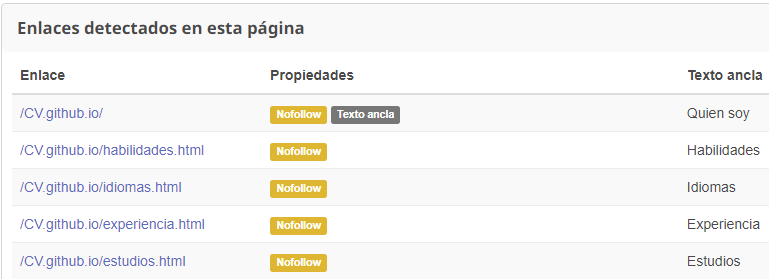 Enlaces detectados en esta página
Enlace Propiedades Texto ancla
/CV.github.io/ Nofollow Texto ancla Quien soy
/CV.github.io/habilidades.html Nofollow Habilidades
/CV.github.io/idiomas.html Nofollow Idiomas
/CV.github.io/experiencia.html Nofollow Experiencia
/CV.github.io/estudios.html Nofollow Estudios